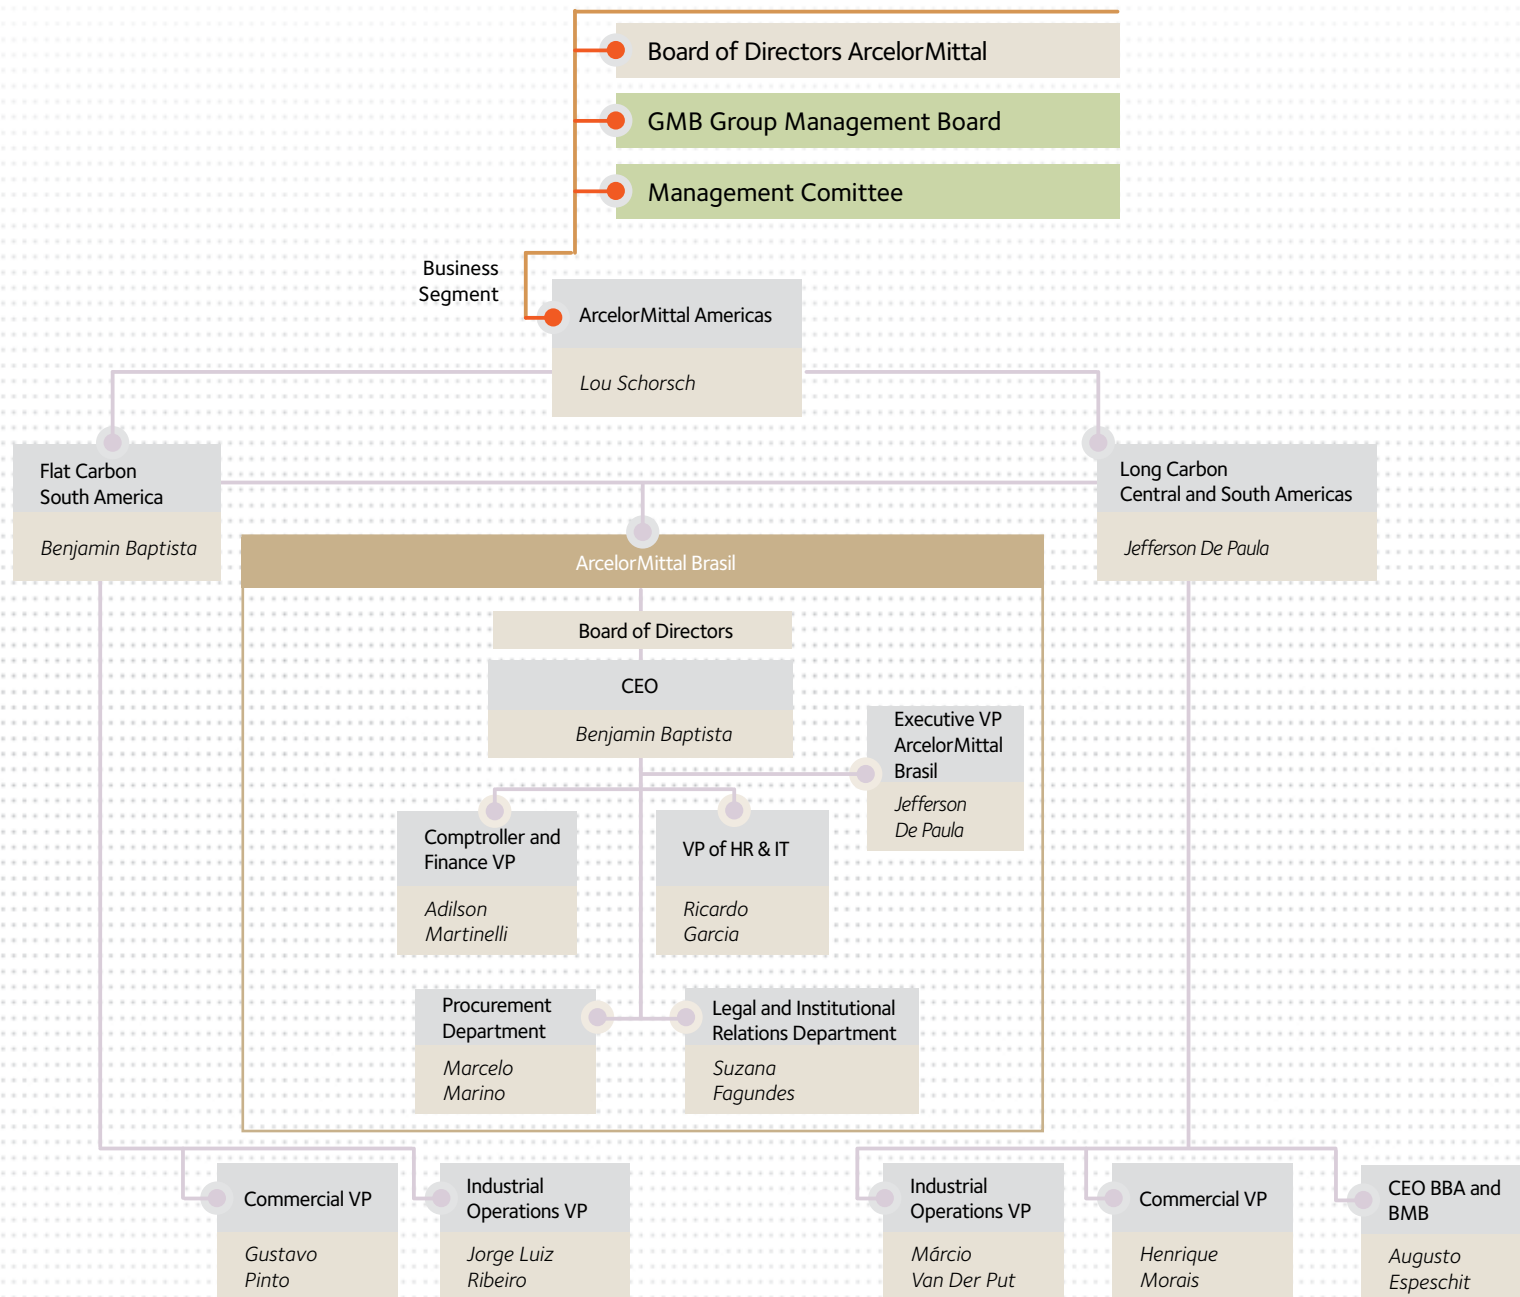 Board of Directors ArcelorMittal
GMB Group Management Board
Management Comittee
Business
Segment
ArcelorMittal Americas
Lou Schorsch
Flat Carbon
South America
Benjamin Baptista
Long Carbon
Central and South Americas
Jefferson De Paula
ArcelorMittal Brasil
Board of Directors
CEO
Benjamin Baptista
Executive VP
ArcelorMittal
Brasil
Jefferson
De Paula
Comptroller and
Finance VP
Adilson
Martinelli
VP of HR & IT
Ricardo
Garcia
Procurement
Department
Marcelo
Marino
Legal and Institutional
Relations Department
Suzana
Fagundes
Commercial VP
Gustavo
Pinto
Industrial
Operations VP
Jorge Luiz
Ribeiro
Industrial
Operations VP
Márcio
Van Der Put
Commercial VP
Henrique
Morais
CEO BBA and
BMB
Augusto
Espeschit